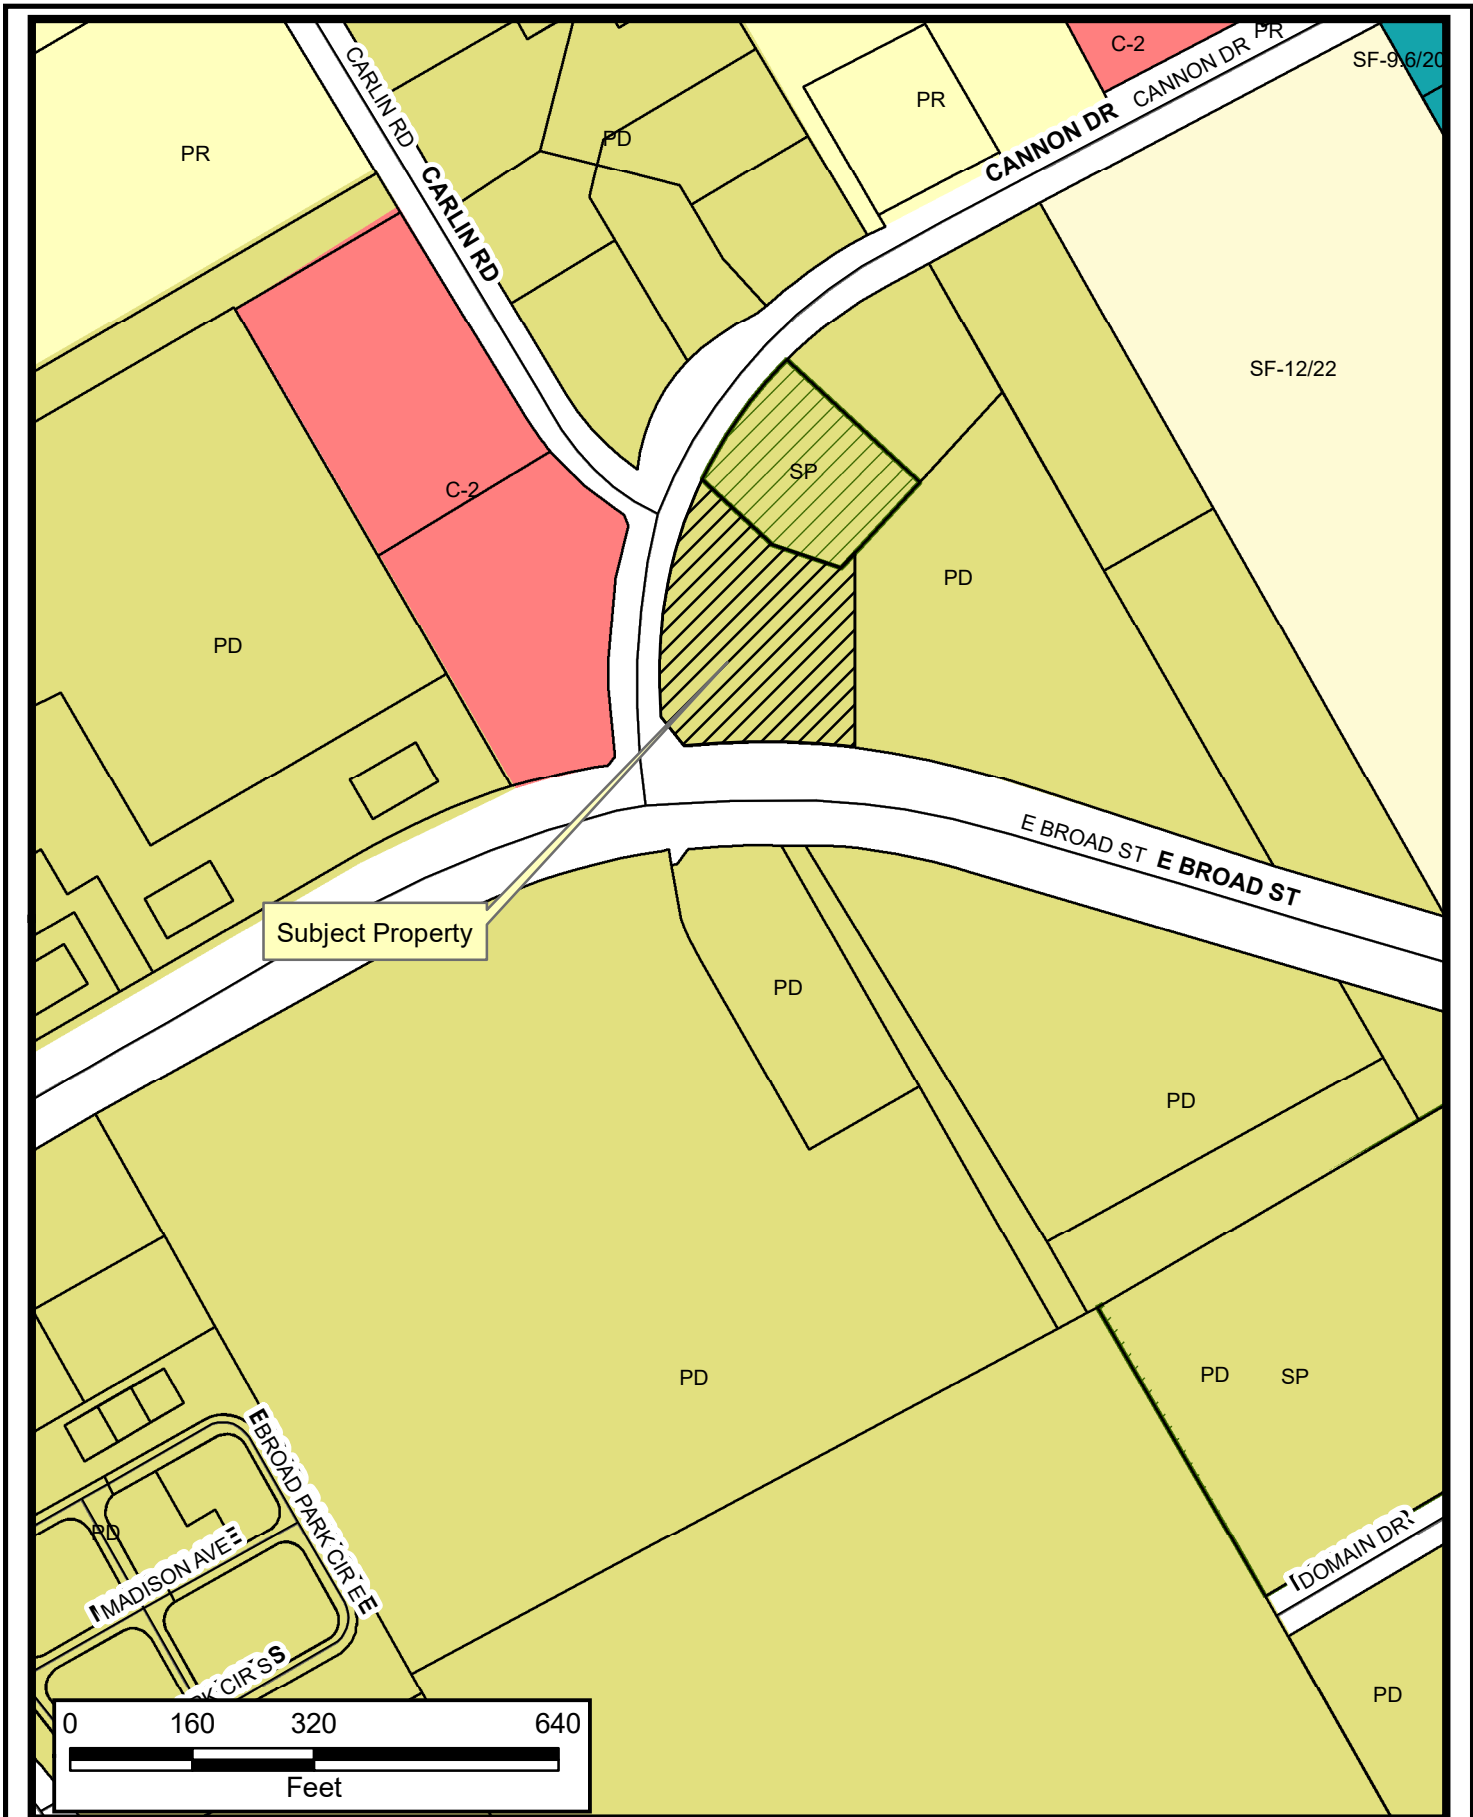 C-2
PR
CANNON DR
SF-9.6/20
CARLIN RD
PR
CANNON DR
PD
PR
CARLIN RD
SF-12/22
SP
C-2
PD
PD
E BROAD ST
E BROAD ST
Subject Property
PD
PD
PD
PD
SP
E BROAD PARK CIR E
PD
MADISON AVE
DOMAIN DR
CIR S
PD
0 160 320 640
Feet